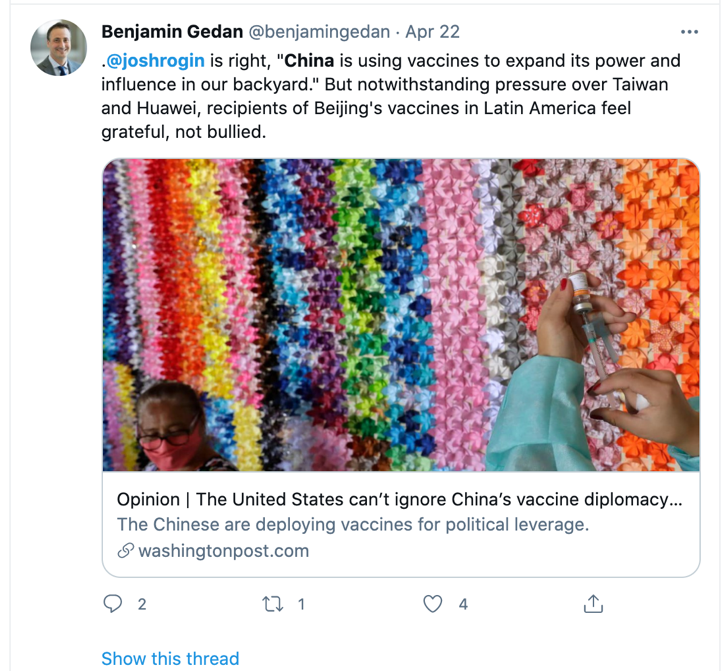 Benjamin Gedan @benjamingedan · Apr 22
.@joshrogin is right, "China is using vaccines to expand its power and
influence in our backyard." But notwithstanding pressure over Taiwan
and Huawei, recipients of Beijing's vaccines in Latin America feel
grateful, not bullied.
Opinion | The United States can’t ignore China’s vaccine diplomacy...
The Chinese are deploying vaccines for political leverage.
washingtonpost.com
2 1 4
Show this thread